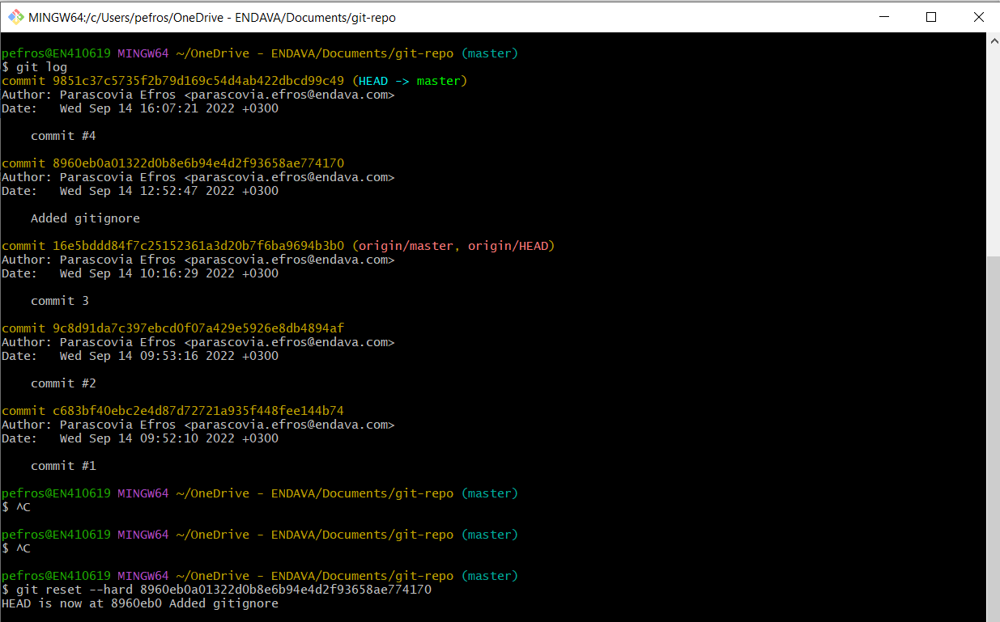 MINGW64:/c/Users/pefros/OneDrive - ENDAVA/Documents/git-repo
pefros@EN410619 MINGW64 ~/OneDrive - ENDAVA/Documents/git-repo (master)
$ git log
commit 9851c37c5735f2b79d169c54d4ab422dbcd99c49 (HEAD -> master)
Author: Parascovia Efros <parascovia.efros@endava.com>
Date:   Wed Sep 14 16:07:21 2022 +0300
    commit #4
commit 8960eb0a01322d0b8e6b94e4d2f93658ae774170
Author: Parascovia Efros <parascovia.efros@endava.com>
Date:   Wed Sep 14 12:52:47 2022 +0300
    Added gitignore
commit 16e5bddd84f7c25152361a3d20b7f6ba9694b3b0 (origin/master, origin/HEAD)
Author: Parascovia Efros <parascovia.efros@endava.com>
Date:   Wed Sep 14 10:16:29 2022 +0300
    commit 3
commit 9c8d91da7c397ebcd0f07a429e5926e8db4894af
Author: Parascovia Efros <parascovia.efros@endava.com>
Date:   Wed Sep 14 09:53:16 2022 +0300
    commit #2
commit c683bf40ebc2e4d87d72721a935f448fee144b74
Author: Parascovia Efros <parascovia.efros@endava.com>
Date:   Wed Sep 14 09:52:10 2022 +0300
    commit #1
pefros@EN410619 MINGW64 ~/OneDrive - ENDAVA/Documents/git-repo (master)
$ ^C
pefros@EN410619 MINGW64 ~/OneDrive - ENDAVA/Documents/git-repo (master)
$ ^C
pefros@EN410619 MINGW64 ~/OneDrive - ENDAVA/Documents/git-repo (master)
$ git reset --hard 8960eb0a01322d0b8e6b94e4d2f93658ae774170
HEAD is now at 8960eb0 Added gitignore